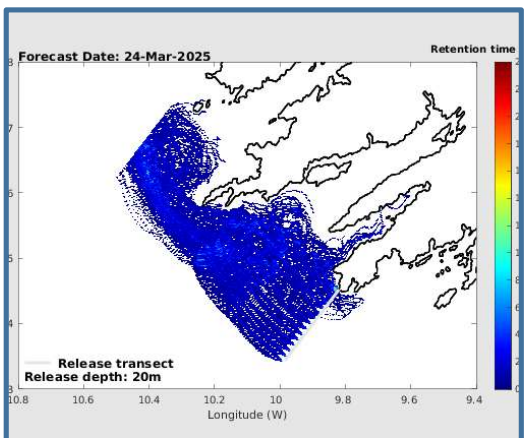 Retention time
Forecast Date: 24-Mar-2025
Release transect
Release depth: 20m
10.8 10.6 10.4 10.2 10 9.8 9.6 9.4
Longitude (W)